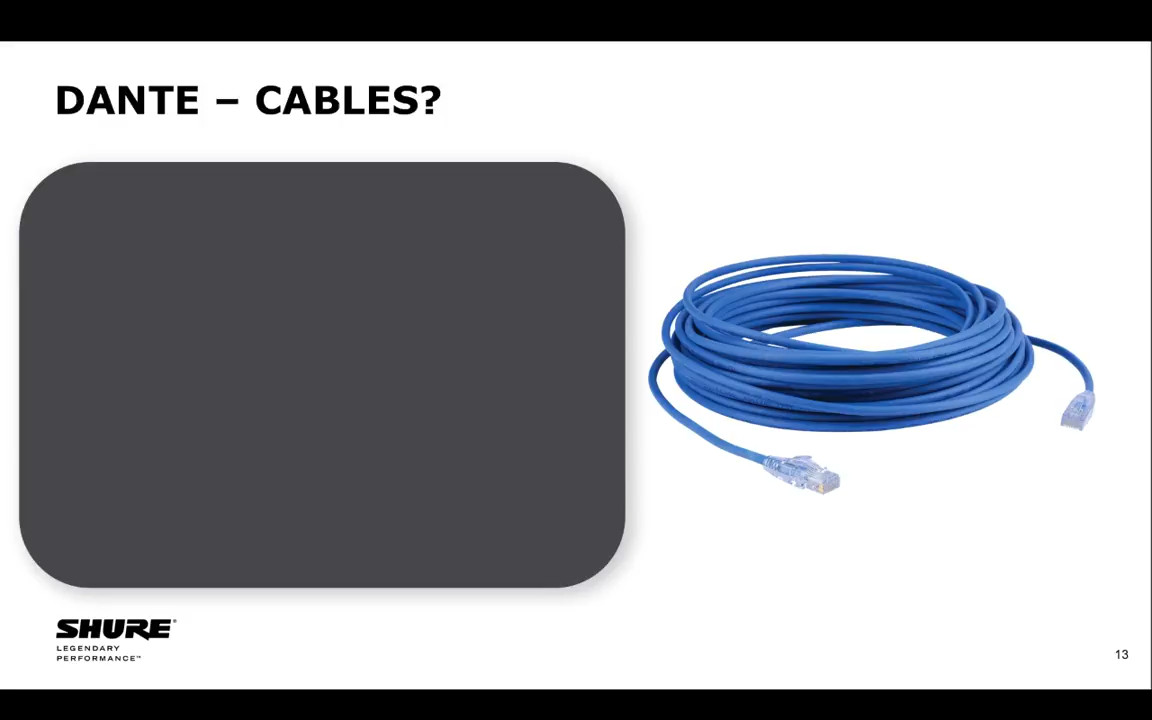 DANTE – CABLES?
SHURE®
LEGENDARY
PERFORMANCE™
13